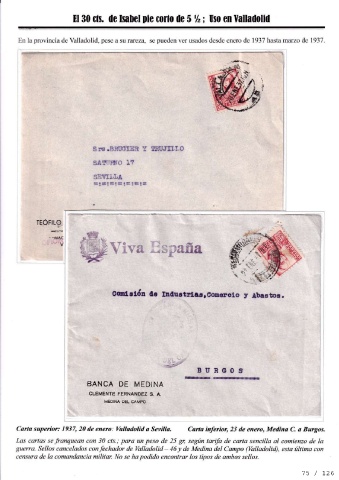 El 30 cts. de Isabel pie corto de 5 ½ ; Uso en Valladolid
En la provincia de Valladolid, pese a su rareza, se pueden ver usados desde enero de 1937 hasta marzo de 1937.
Srs. BRUGIER Y TRUJILLO
SATURNO 17
SEVILLA
TEÓFILO
Viva España
Comisión de Industrias, Comercio y Abastos.
BURGOS
BANCA DE MEDINA
CLEMENTE FERNANDEZ S. A.
MEDINA DEL CAMPO
Carta superior: 1937, 20 de enero Valladolid a Sevilla. Carta inferior, 23 de enero, Medina C. a Burgos.
Las cartas se franquean con 30 cts.; para un peso de 25 gr. según tarifa de carta sencilla al comienzo de la
guerra. Sellos cancelados con fechador de Valladolid – 46 y de Medina del Campo (Valladolid), esta última con
censura de la comandancia militar. No se ha podido encontrar los tipos de ambos sellos.
75 / 126